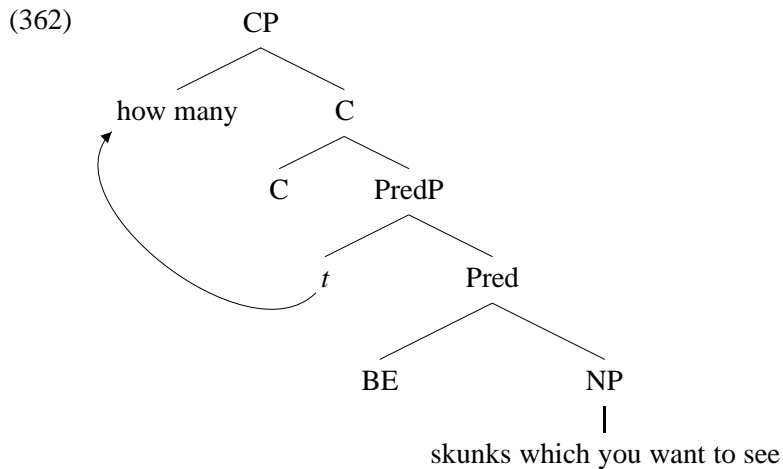 (362) CP
how many C
C PredP
t Pred
BE NP
skunks which you want to see